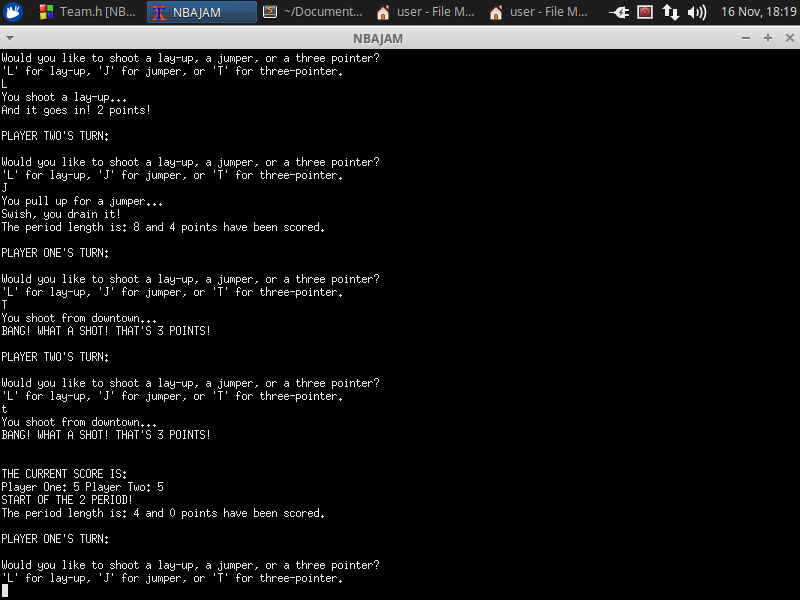 Team.h [NB...
NBAJAM
~/Document...
user - File M...
user - File M...
16 Nov, 18:19
NBAJAM
Would you like to shoot a lay-up, a jumper, or a three pointer?
'L' for lay-up, 'J' for jumper, or 'T' for three-pointer.
L
You shoot a lay-up...
And it goes in! 2 points!
PLAYER TWO'S TURN:
Would you like to shoot a lay-up, a jumper, or a three pointer?
'L' for lay-up, 'J' for jumper, or 'T' for three-pointer.
J
You pull up for a jumper...
Swish, you drain it!
The period length is: 8 and 4 points have been scored.
PLAYER ONE'S TURN:
Would you like to shoot a lay-up, a jumper, or a three pointer?
'L' for lay-up, 'J' for jumper, or 'T' for three-pointer.
T
You shoot from downtown...
BANG! WHAT A SHOT! THAT'S 3 POINTS!
PLAYER TWO'S TURN:
Would you like to shoot a lay-up, a jumper, or a three pointer?
'L' for lay-up, 'J' for jumper, or 'T' for three-pointer.
t
You shoot from downtown...
BANG! WHAT A SHOT! THAT'S 3 POINTS!
THE CURRENT SCORE IS:
Player One: 5 Player Two: 5
START OF THE 2 PERIOD!
The period length is: 4 and 0 points have been scored.
PLAYER ONE'S TURN:
Would you like to shoot a lay-up, a jumper, or a three pointer?
'L' for lay-up, 'J' for jumper, or 'T' for three-pointer.